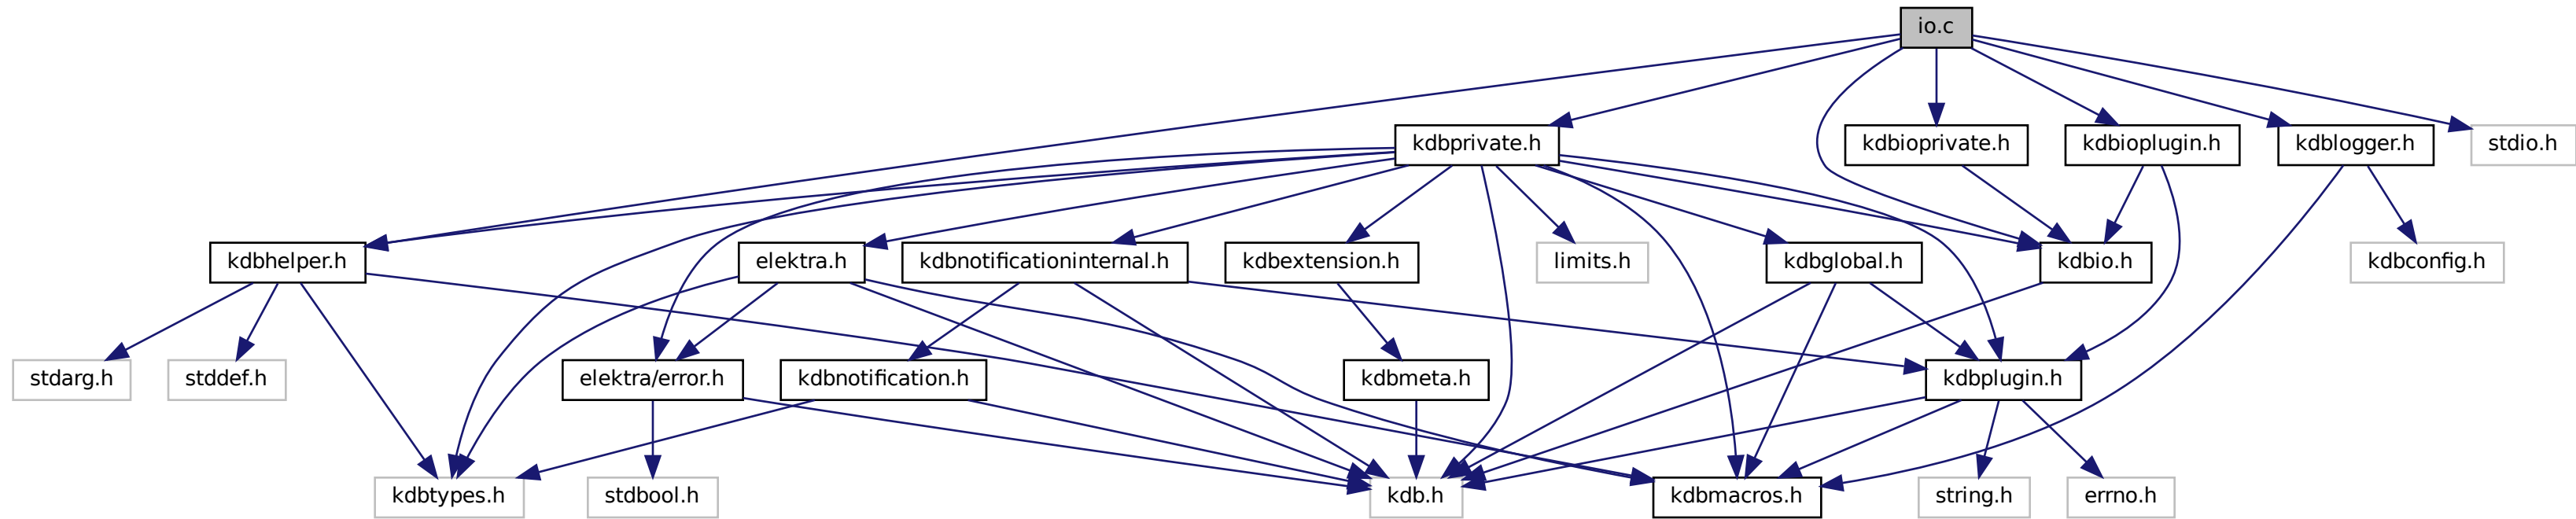 io.c
kdbprivate.h
kdbioprivate.h
kdbioplugin.h
kdblogger.h
stdio.h
kdbhelper.h
elektra.h
kdbnotificationinternal.h
kdbextension.h
limits.h
kdbglobal.h
kdbio.h
kdbconfig.h
stdarg.h
stddef.h
elektra/error.h
kdbnotification.h
kdbmeta.h
kdbplugin.h
kdbtypes.h
stdbool.h
kdb.h
kdbmacros.h
string.h
errno.h